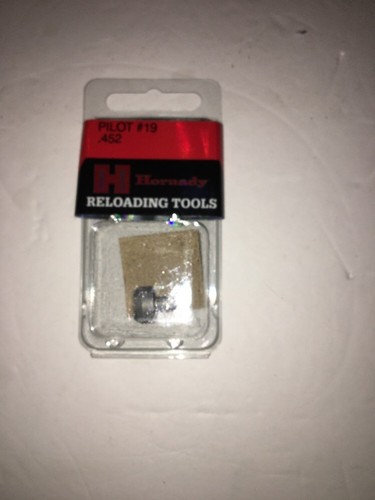 PILOT #19
.452
H Hornady
RELOADING TOOLS